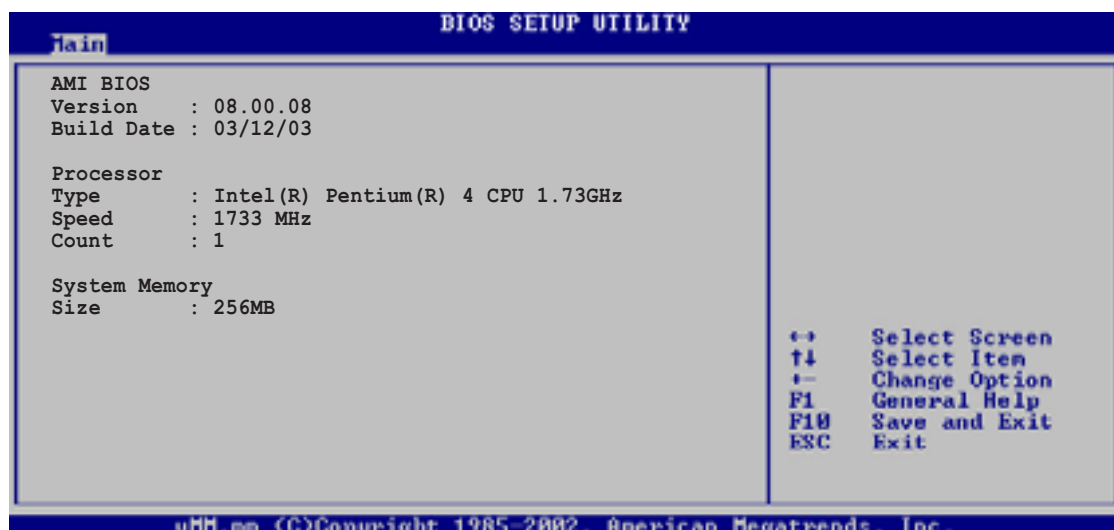 BIOS SETUP UTILITY
Main
AMI BIOS
Version : 08.00.08
Build Date : 03/12/03
Processor
Type : Intel(R) Pentium(R) 4 CPU 1.73GHz
Speed : 1733 MHz
Count : 1
System Memory
Size : 256MB
←→ Select Screen
↑↓ Select Item
+- Change Option
F1 General Help
F10 Save and Exit
ESC Exit
(C)Copyright 1985-2002, American Megatrends, Inc.